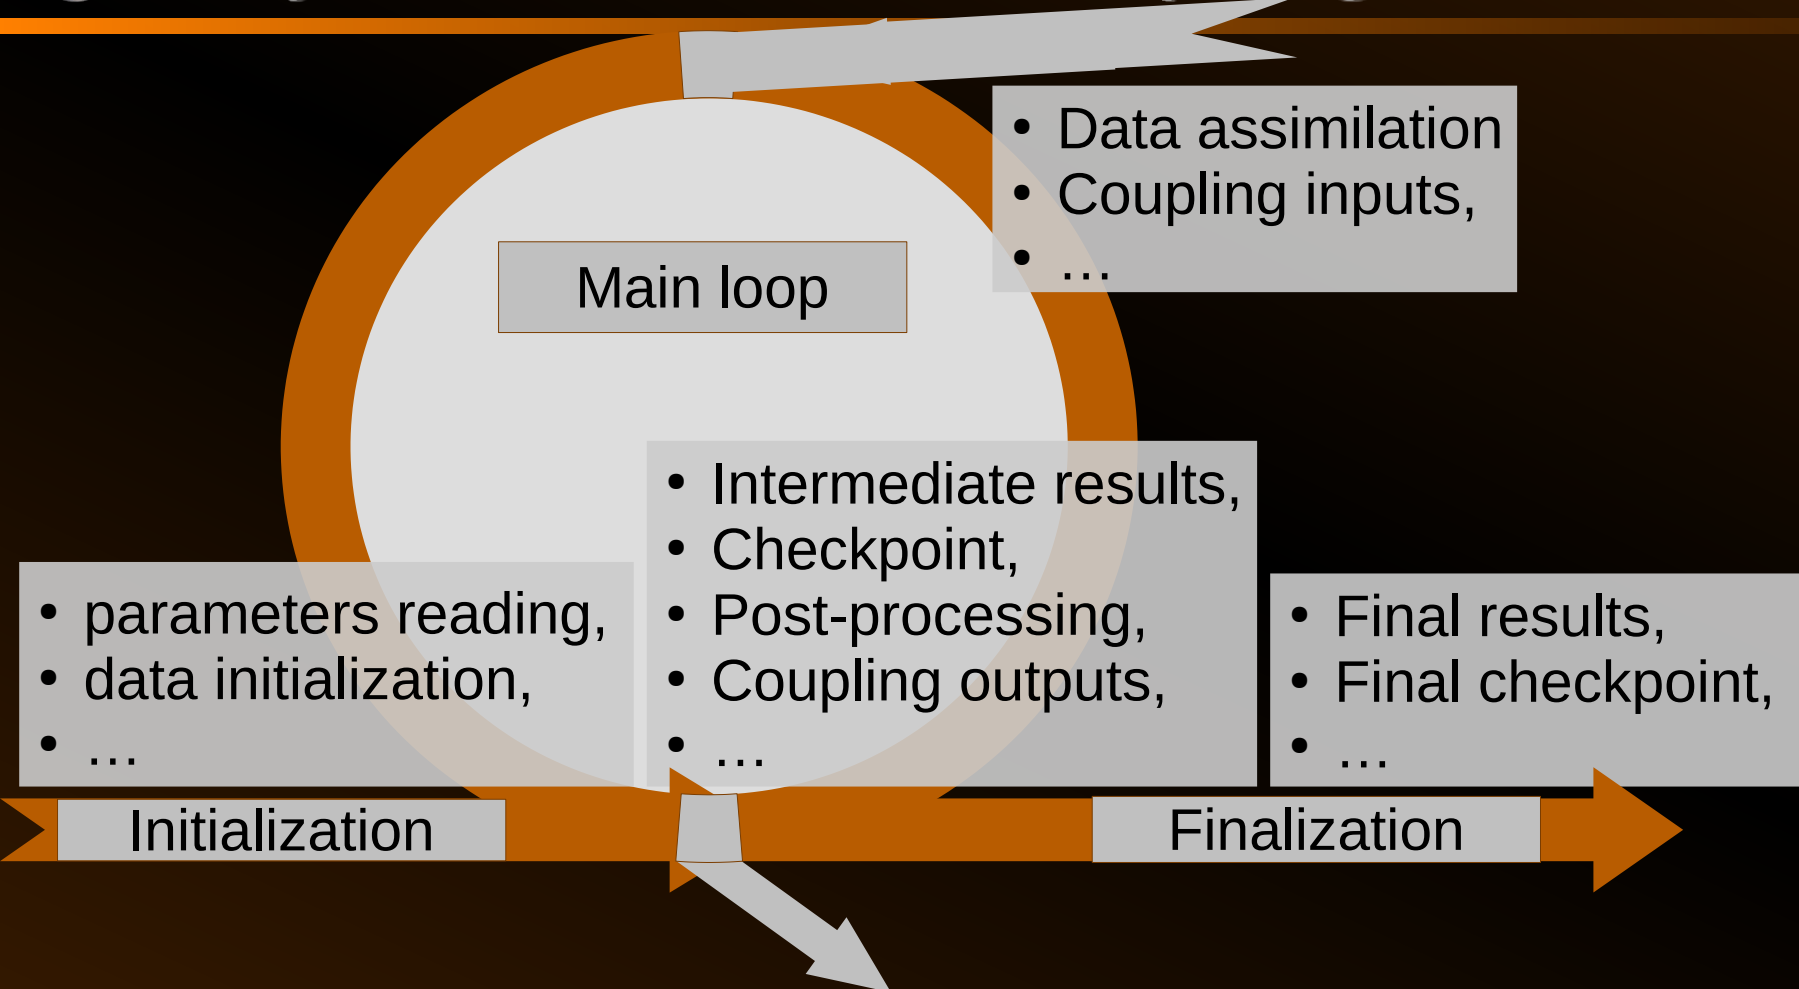 • Data assimilation
• Coupling inputs,
• …
Main loop
• Intermediate results,
• Checkpoint,
• Post-processing,
• Coupling outputs,
• …
• parameters reading,
• data initialization,
• …
• Final results,
• Final checkpoint,
• …
Initialization
Finalization